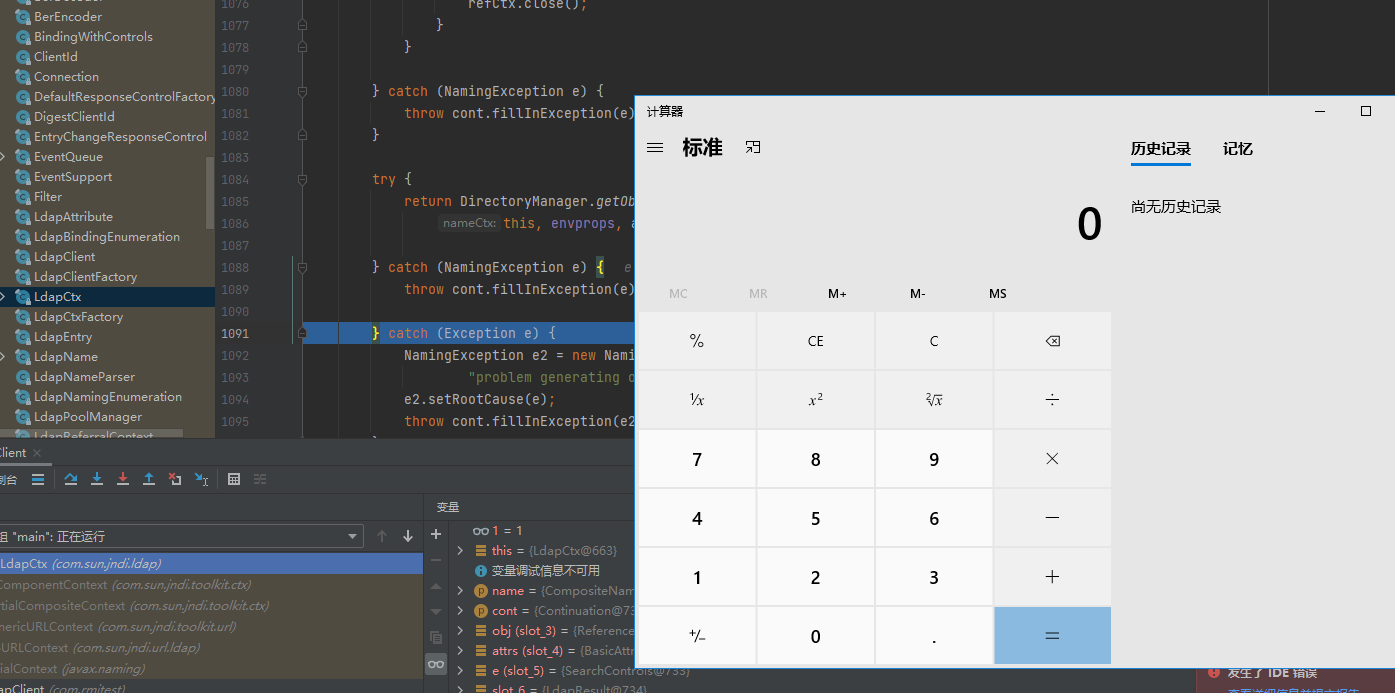 BerEncoder
BindingWithControls
ClientId
Connection
DefaultResponseControlFactory
DigestClientId
EntryChangeResponseControl
EventQueue
EventSupport
Filter
LdapAttribute
LdapBindingEnumeration
LdapClient
LdapClientFactory
LdapCtx
LdapCtxFactory
LdapEntry
LdapName
LdapNameParser
LdapNamingEnumeration
LdapPoolManager
LdapReferralContext
1076 refCtx.close();
1077 }
1078 }
1079
1080 } catch (NamingException e) {
1081 throw cont.fillInException(e)
1082 }
1083
1084 try {
1085 return DirectoryManager.getOb
1086 nameCtx: this, envprops, a
1087
1088 } catch (NamingException e) { e
1089 throw cont.fillInException(e)
1090
1091 } catch (Exception e) {
1092 NamingException e2 = new Nami
1093 "problem generating o
1094 e2.setRootCause(e);
1095 throw cont.fillInException(e2
计算器
标准
历史记录 记忆
尚无历史记录
0
MC MR M+ M- MS
% CE C ⌫
¹⁄x x² ²√x ÷
7 8 9 ×
4 5 6 −
1 2 3 +
+/− 0 . =
Client ×
制台
变量
组 "main": 正在运行
LdapCtx (com.sun.jndi.ldap)
ComponentContext (com.sun.jndi.toolkit.ctx)
rtialCompositeContext (com.sun.jndi.toolkit.ctx)
nericURLContext (com.sun.jndi.toolkit.url)
URLContext (com.sun.jndi.url.ldap)
ialContext (javax.naming)
apClient (com.rmitest)
1 = 1
this = {LdapCtx@663}
变量调试信息不可用
name = {CompositeNam
cont = {Continuation@73
obj (slot_3) = {Reference
attrs (slot_4) = {BasicAttr
e (slot_5) = {SearchControls@733}
slot_6 = {LdapResult@734}
发生了 IDE 错误